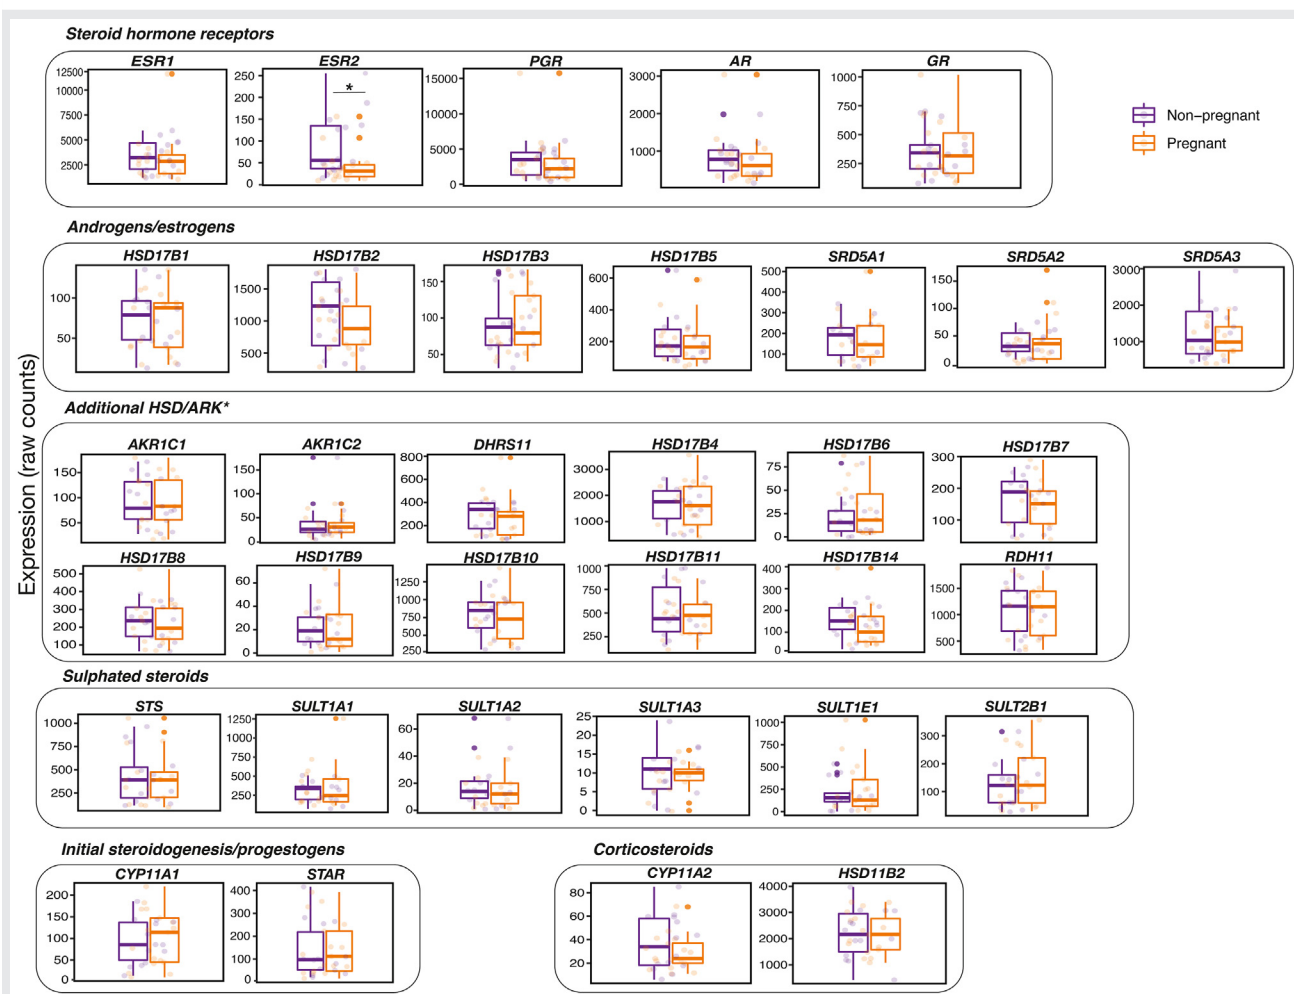 Steroid hormone receptors
ESR1 ESR2 PGR AR GR
12500 10000 7500 5000 2500
250 200 150 100 50 0
*
15000 10000 5000 0
3000 2000 1000
1000 750 500 250
Non-pregnant
Pregnant
Androgens/estrogens
HSD17B1 HSD17B2 HSD17B3 HSD17B5 SRD5A1 SRD5A2 SRD5A3
100 50
1500 1000 500
150 100 50
600 400 200
500 400 300 200 100
150 100 50 0
3000 2000 1000
Expression (raw counts)
Additional HSD/ARK*
AKR1C1 AKR1C2 DHRS11 HSD17B4 HSD17B6 HSD17B7
150 100 50
150 100 50 0
800 600 400 200
3000 2000 1000
75 50 25 0
300 200 100
HSD17B8 HSD17B9 HSD17B10 HSD17B11 HSD17B14 RDH11
500 400 300 200 100
60 40 20 0
1250 1000 750 500 250
1000 750 500 250
400 300 200 100 0
1500 1000 500
Sulphated steroids
STS SULT1A1 SULT1A2 SULT1A3 SULT1E1 SULT2B1
1000 750 500 250
1250 1000 750 500 250
60 40 20 0
25 20 15 10 5 0
1000 750 500 250 0
300 200 100
Initial steroidogenesis/progestogens
CYP11A1 STAR
200 150 100 50 0
400 300 200 100 0
Corticosteroids
CYP11A2 HSD11B2
80 60 40 20
4000 3000 2000 1000